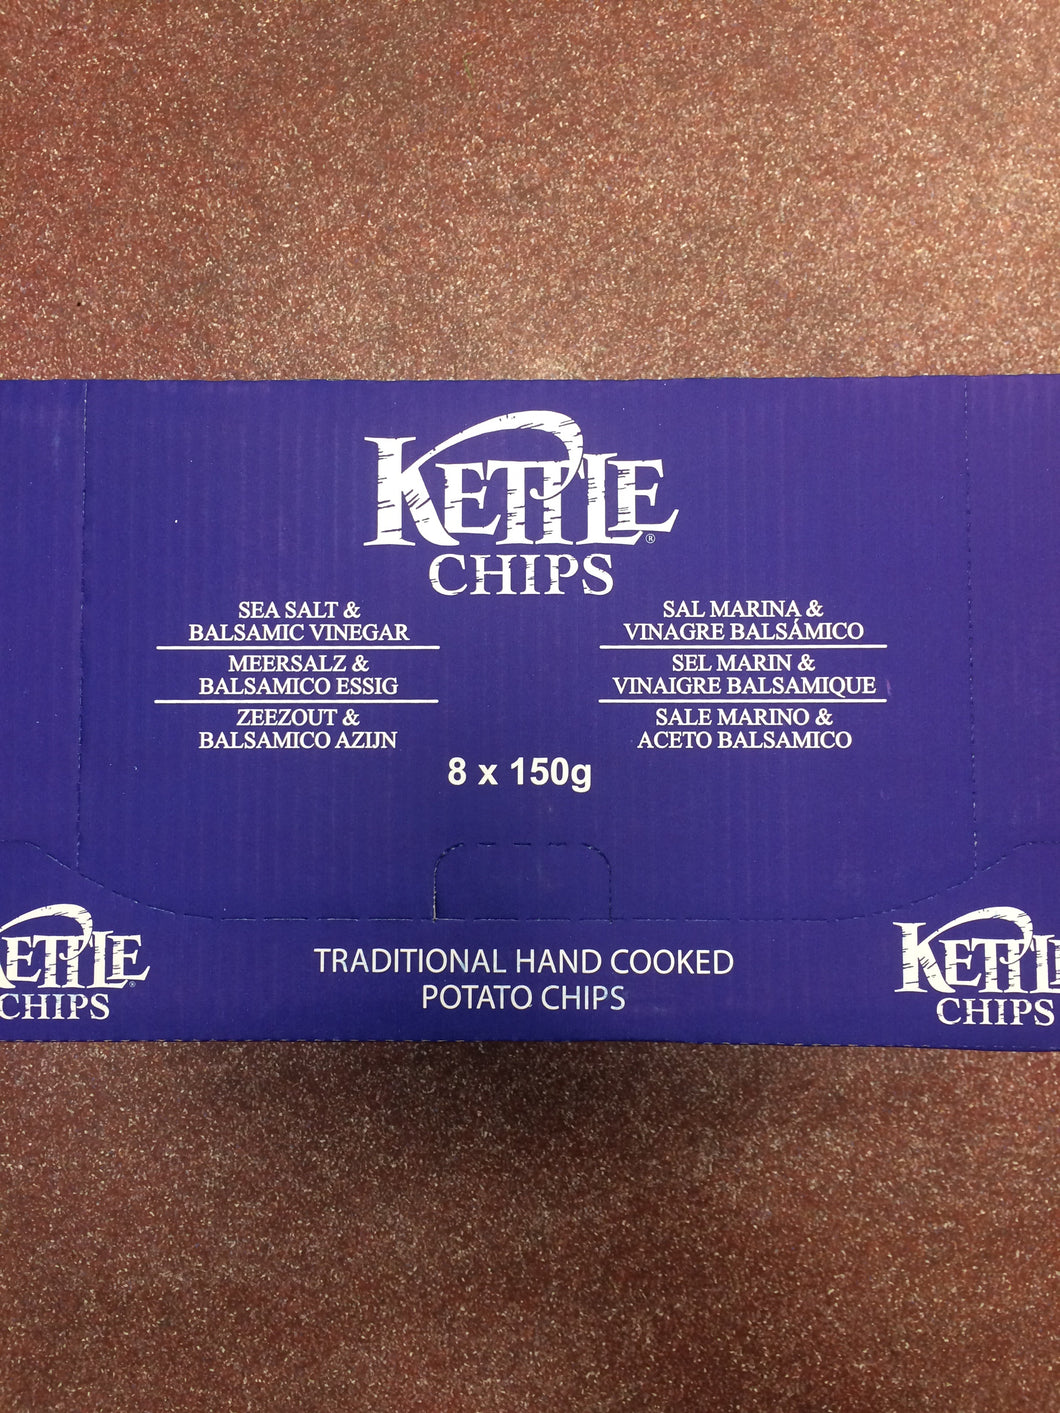 KETTLE®
CHIPS
SEA SALT &
BALSAMIC VINEGAR
MEERSALZ &
BALSAMICO ESSIG
ZEEZOUT &
BALSAMICO AZIJN
SAL MARINA &
VINAGRE BALSÁMICO
SEL MARIN &
VINAIGRE BALSAMIQUE
SALE MARINO &
ACETO BALSAMICO
8 x 150g
KETTLE®
CHIPS
TRADITIONAL HAND COOKED
POTATO CHIPS
KETTLE
CHIPS